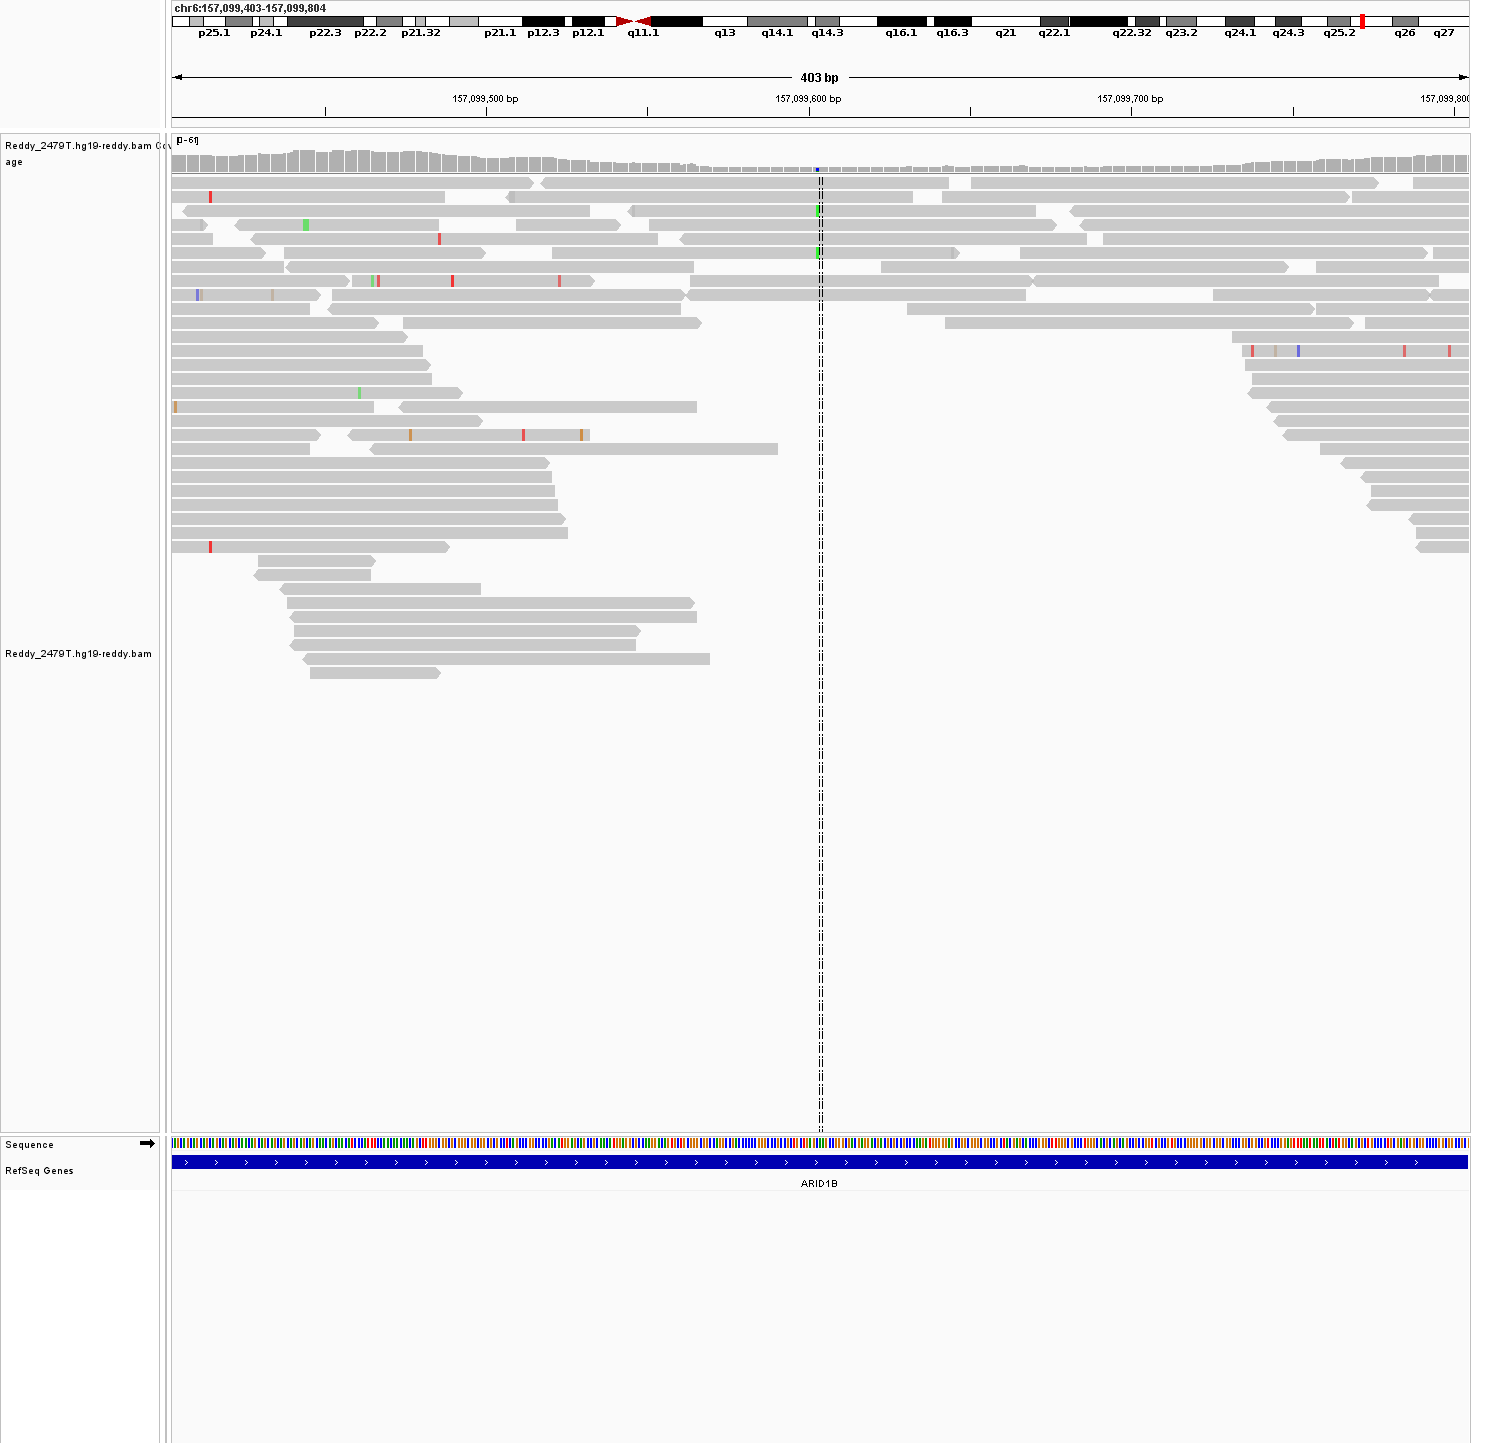 chr6:157,099,403-157,099,804
p25.1 p24.1 p22.3 p22.2 p21.32 p21.1 p12.3 p12.1 q11.1 q13 q14.1 q14.3 q16.1 q16.3 q21 q22.1 q22.32 q23.2 q24.1 q24.3 q25.2 q26 q27
403 bp
157,099,500 bp 157,099,600 bp 157,099,700 bp 157,099,800
[0-61]
Reddy_2479T.hg19-reddy.bam Cov
age
Reddy_2479T.hg19-reddy.bam
Sequence
RefSeq Genes
ARID1B